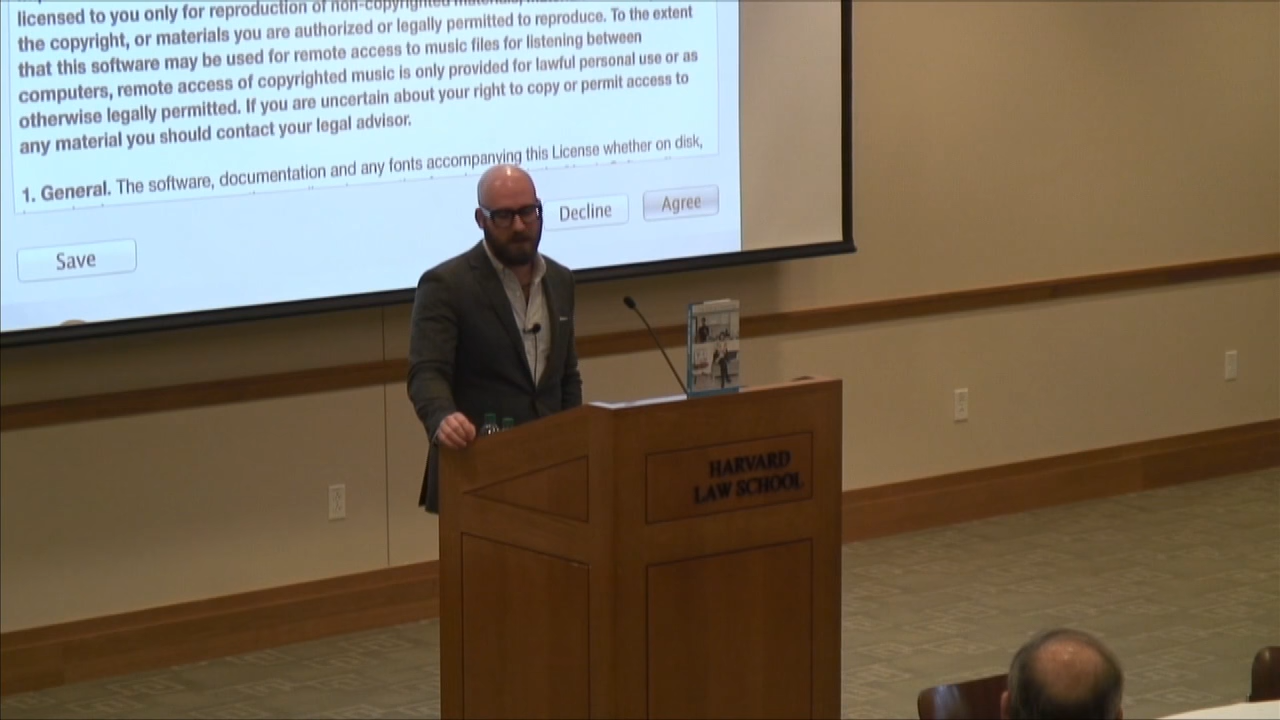 licensed to you only for reproduction of non-copyrighted materials,
the copyright, or materials you are authorized or legally permitted to reproduce. To the extent
that this software may be used for remote access to music files for listening between
computers, remote access of copyrighted music is only provided for lawful personal use or as
otherwise legally permitted. If you are uncertain about your right to copy or permit access to
any material you should contact your legal advisor.
1. General. The software, documentation and any fonts accompanying this License whether on disk,
Decline
Agree
Save
HARVARD
LAW SCHOOL